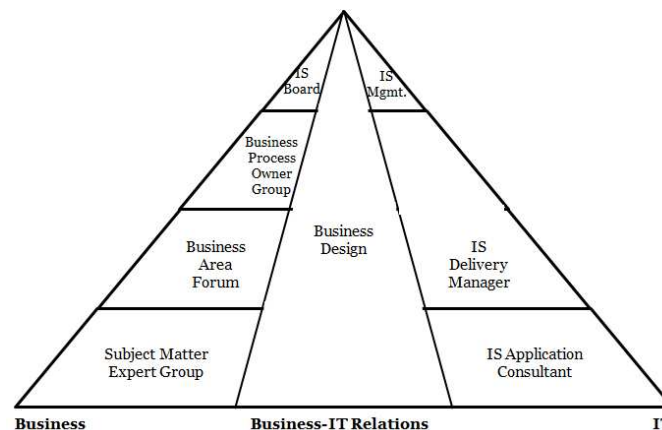 IS
Board
IS
Mgmt.
Business
Process
Owner
Group
Business
Design
Business
Area
Forum
IS
Delivery
Manager
Subject Matter
Expert Group
IS Application
Consultant
Business
Business-IT Relations
IT